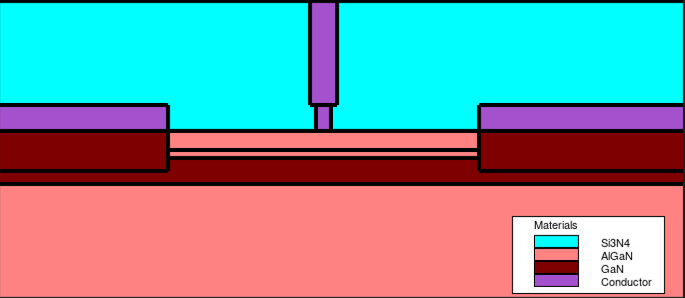 Materials
Si3N4
AlGaN
GaN
Conductor